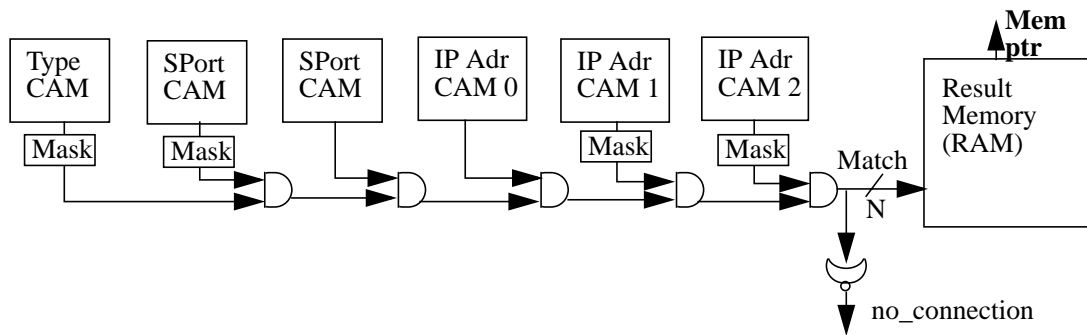 Type
CAM
SPort
CAM
SPort
CAM
IP Adr
CAM 0
IP Adr
CAM 1
IP Adr
CAM 2
Mem
ptr
Result
Memory
(RAM)
Mask
Mask
Mask
Mask
Match
N
no_connection